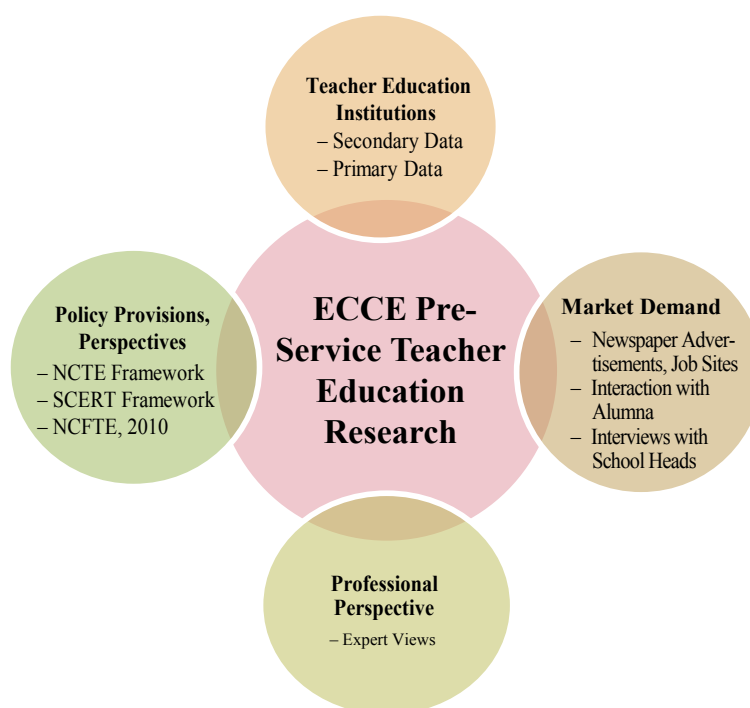 Teacher Education
Institutions
– Secondary Data
– Primary Data
Policy Provisions,
Perspectives
– NCTE Framework
– SCERT Framework
– NCFTE, 2010
ECCE Pre-
Service Teacher
Education
Research
Market Demand
– Newspaper Adver-
tisements, Job Sites
– Interaction with
Alumna
– Interviews with
School Heads
Professional
Perspective
– Expert Views